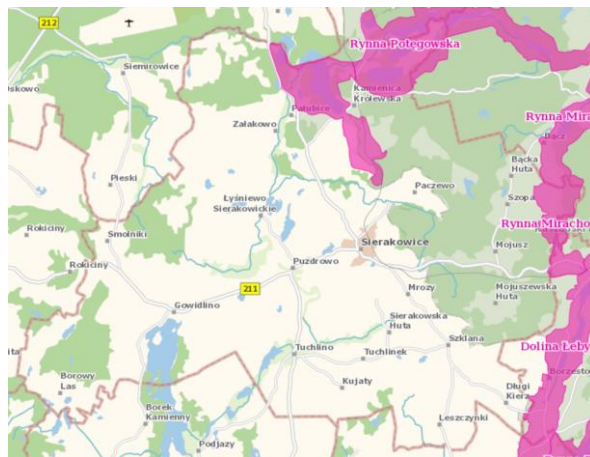 212
Rynna Potęgowska
Siemirowice
Kamienica
Królewska
Załakowo
Rynna Mira
Bącka
Huta
Pieski
Paczewo
Łyśniewo
Sierakowickie
Szopa
Rokiciny
Smolniki
Rynna Miracho
Sierakowice
Mojusz
Rokiciny
Puzdrowo
211
Mrozy
Mojuszewska
Huta
Gowidlino
Sierakowska
Huta
Szklana
Dolina Łeby
Tuchlino
Tuchlinek
Borowy
Las
Kujaty
Długi
Kierz
Borzesto
Borek
Kamienny
Leszczynki
Podjazy